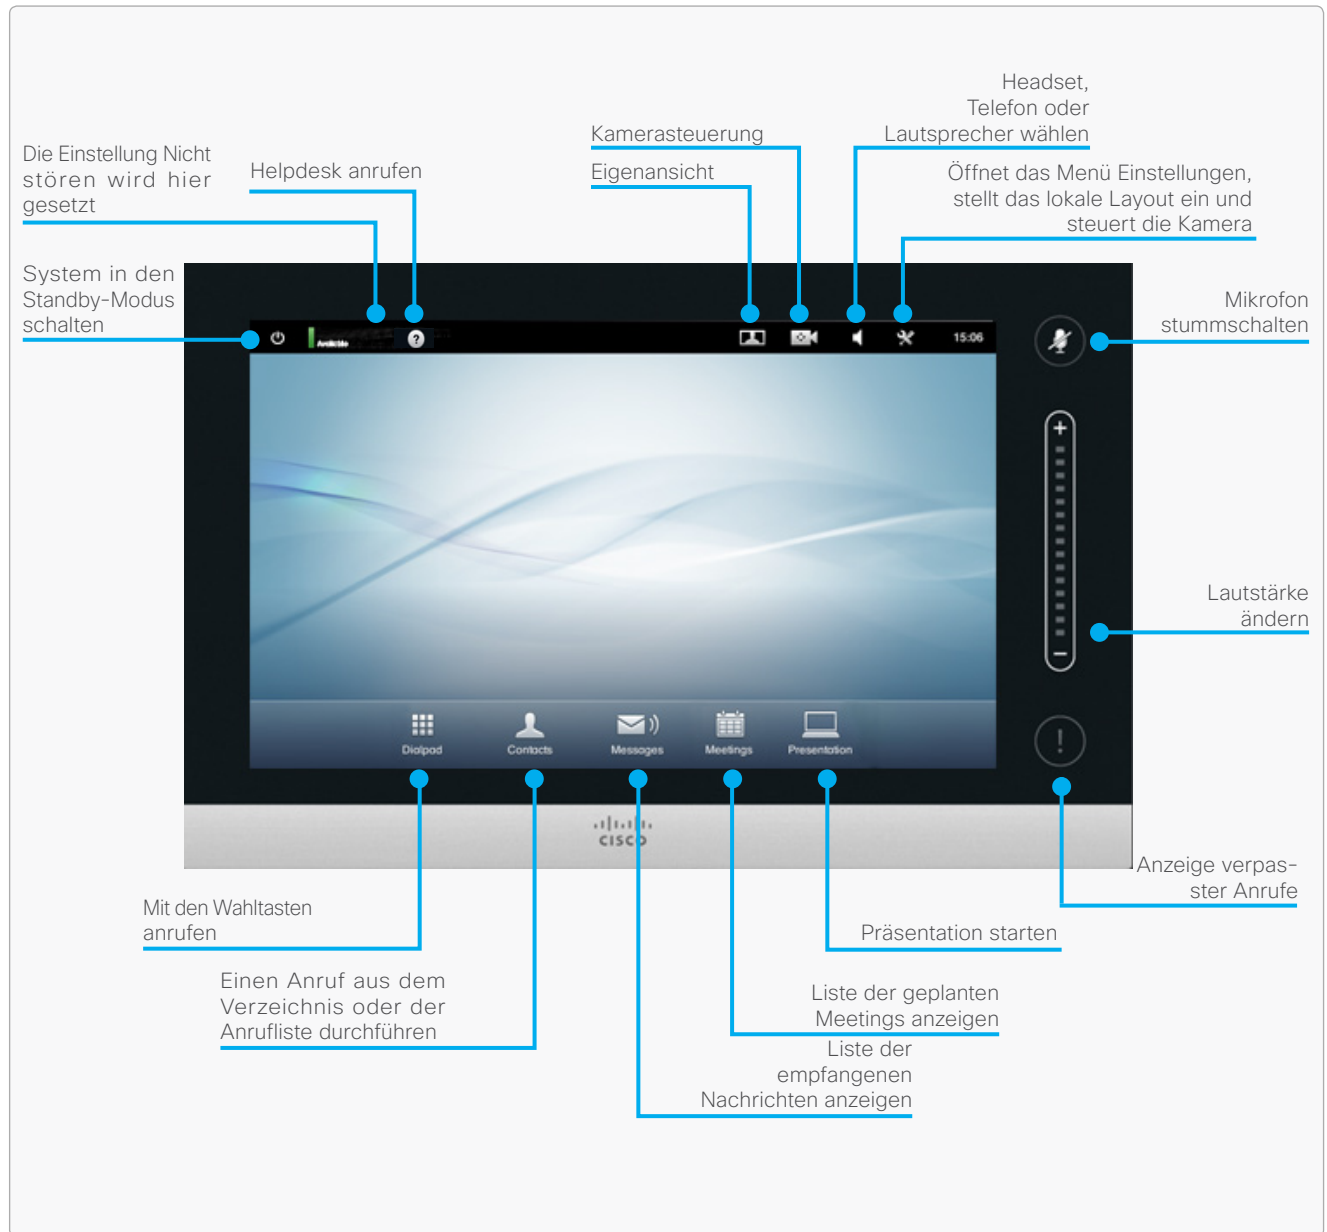 Headset,
Telefon oder
Lautsprecher wählen
Kamerasteuerung
Eigenansicht
Die Einstellung Nicht
stören wird hier
gesetzt
Helpdesk anrufen
Öffnet das Menü Einstellungen,
stellt das lokale Layout ein und
steuert die Kamera
System in den
Standby-Modus
schalten
Mikrofon
stummschalten
?
15:06
+
–
Lautstärke
ändern
Dialpad
Contacts
Messages
Meetings
Presentation
!
CISCO
Anzeige verpas-
ster Anrufe
Mit den Wahltasten
anrufen
Präsentation starten
Einen Anruf aus dem
Verzeichnis oder der
Anrufliste durchführen
Liste der geplanten
Meetings anzeigen
Liste der
empfangenen
Nachrichten anzeigen